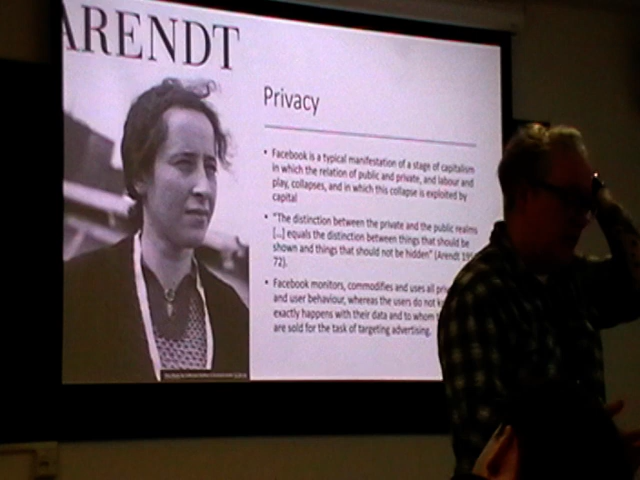 ARENDT
Privacy
• Facebook is a typical manifestation of a stage of capitalism
in which the relation of public and private, and labour and
play, collapses, and in which this collapse is exploited by
capital
• "The distinction between the private and the public realms
[...] equals the distinction between things that should be
shown and things that should not be hidden" (Arendt
72).
• Facebook monitors, commodifies and uses all
and user behaviour, whereas the users do not
exactly happens with their data and to whom
are sold for the task of targeting advertising.